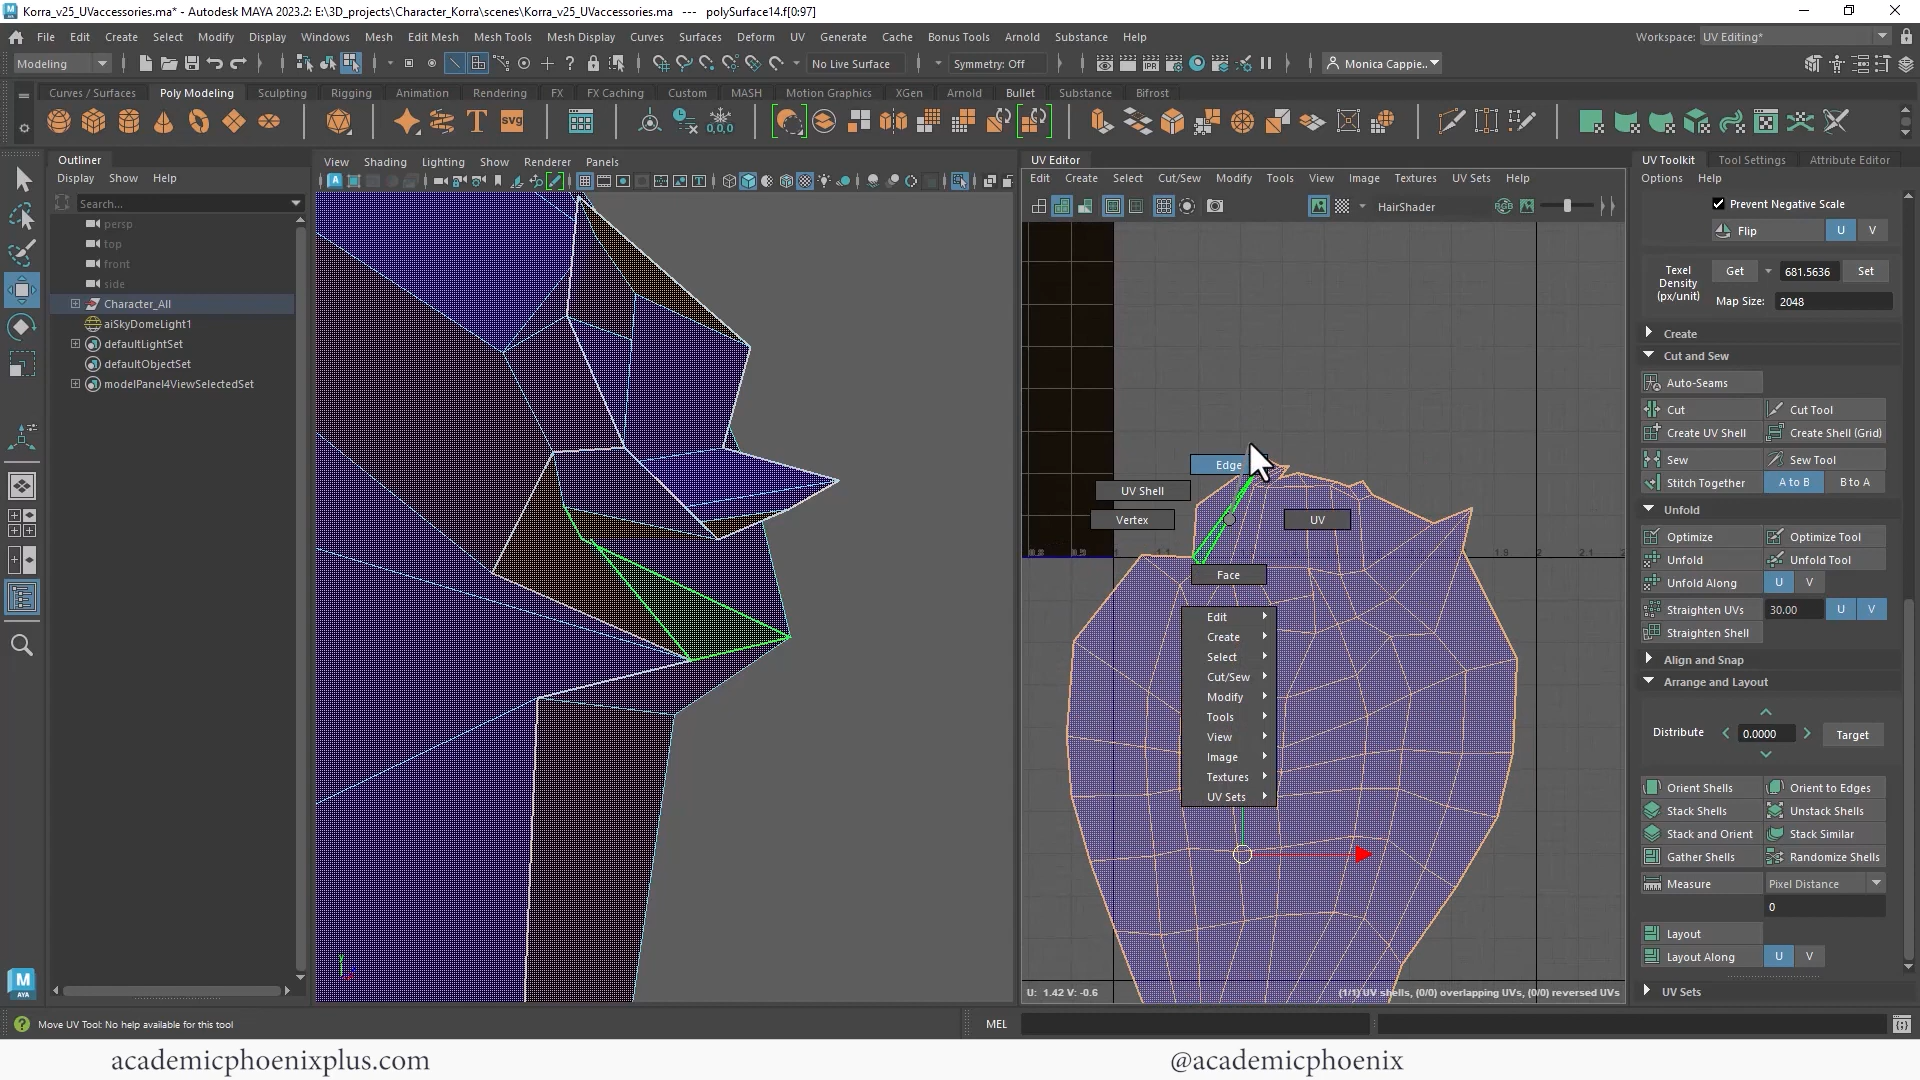 Korra_v25_UVaccessories.ma* - Autodesk MAYA 2023.2: E:\3D_projects\Character_Korra\scenes\Korra_v25_UVaccessories.ma --- polySurface14.f[0:97]
File Edit Create Select Modify Display Windows Mesh Edit Mesh Mesh Tools Mesh Display Curves Surfaces Deform UV Generate Cache Bonus Tools Arnold Substance Help
Workspace: UV Editing*
Modeling
No Live Surface
Symmetry: Off
Monica Cappie...
Curves / Surfaces Poly Modeling Sculpting Rigging Animation Rendering FX FX Caching Custom MASH Motion Graphics XGen Arnold Bullet Substance Bifrost
Outliner
Display Show Help
Search...
persp
top
front
side
Character_All
aiSkyDomeLight1
defaultLightSet
defaultObjectSet
modelPanel4ViewSelectedSet
View Shading Lighting Show Renderer Panels
UV Editor
Edit Create Select Cut/Sew Modify Tools View Image Textures UV Sets Help
HairShader
Edge
UV Shell
Vertex
UV
Face
Edit
Create
Select
Cut/Sew
Modify
Tools
View
Image
Textures
UV Sets
1.9 2 2.1
U: 1.42 V: -0.6
(1/1) UV shells, (0/0) overlapping UVs, (0/0) reversed UVs
UV Toolkit Tool Settings Attribute Editor
Options Help
Prevent Negative Scale
Flip U V
Texel Density (px/unit) Get 681.5636 Set
Map Size: 2048
Create
Cut and Sew
Auto-Seams
Cut Cut Tool
Create UV Shell Create Shell (Grid)
Sew Sew Tool
Stitch Together A to B B to A
Unfold
Optimize Optimize Tool
Unfold Unfold Tool
Unfold Along U V
Straighten UVs 30.00 U V
Straighten Shell
Align and Snap
Arrange and Layout
Distribute 0.0000 Target
Orient Shells Orient to Edges
Stack Shells Unstack Shells
Stack and Orient Stack Similar
Gather Shells Randomize Shells
Measure Pixel Distance
0
Layout
Layout Along U V
UV Sets
Move UV Tool: No help available for this tool
MEL
academicphoenixplus.com
@academicphoenix